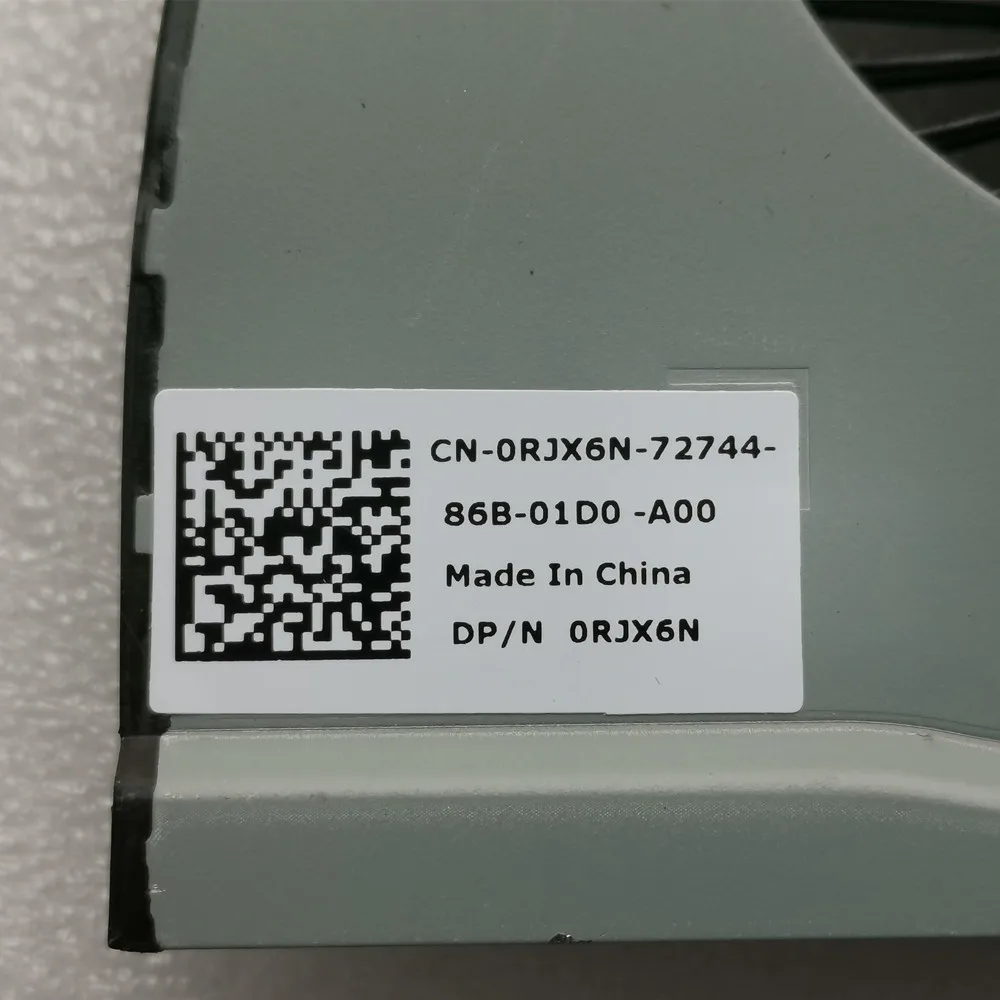 CN-0RJX6N-72744-
86B-01D0 -A00
Made In China
DP/N 0RJX6N